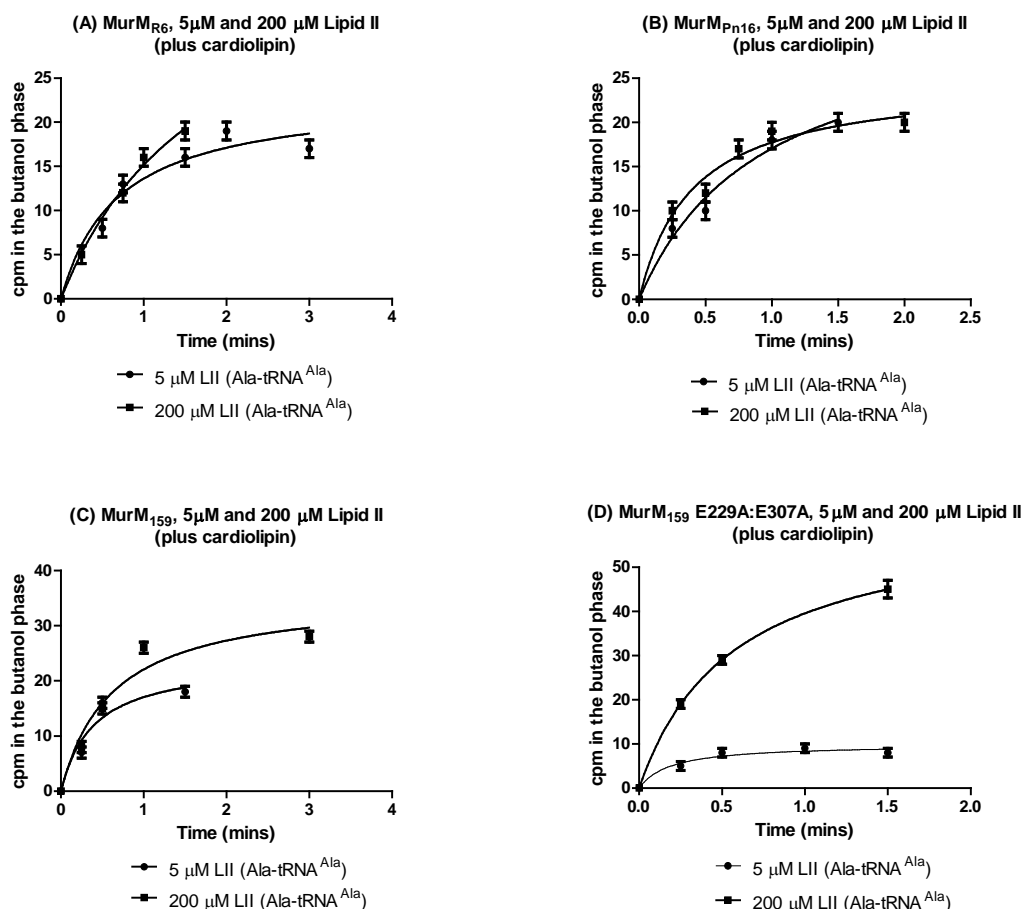 (A) MurMR6, 5μM and 200 μM Lipid II
(plus cardiolipin)
cpm in the butanol phase
25
20
15
10
5
0
0 1 2 3 4
Time (mins)
5 μM LII (Ala-tRNA Ala)
200 μM LII (Ala-tRNA Ala)
(B) MurMPn16, 5μM and 200 μM Lipid II
(plus cardiolipin)
cpm in the butanol phase
25
20
15
10
5
0
0.0 0.5 1.0 1.5 2.0 2.5
Time (mins)
5 μM LII (Ala-tRNA Ala)
200 μM LII (Ala-tRNA Ala)
(C) MurM159, 5μM and 200 μM Lipid II
(plus cardiolipin)
cpm in the butanol phase
40
30
20
10
0
0 1 2 3 4
Time (mins)
5 μM LII (Ala-tRNA Ala)
200 μM LII (Ala-tRNA Ala)
(D) MurM159 E229A:E307A, 5 μM and 200 μM Lipid II
(plus cardiolipin)
cpm in the butanol phase
50
40
30
20
10
0
0.0 0.5 1.0 1.5 2.0
Time (mins)
5 μM LII (Ala-tRNA Ala)
200 μM LII (Ala-tRNA Ala)